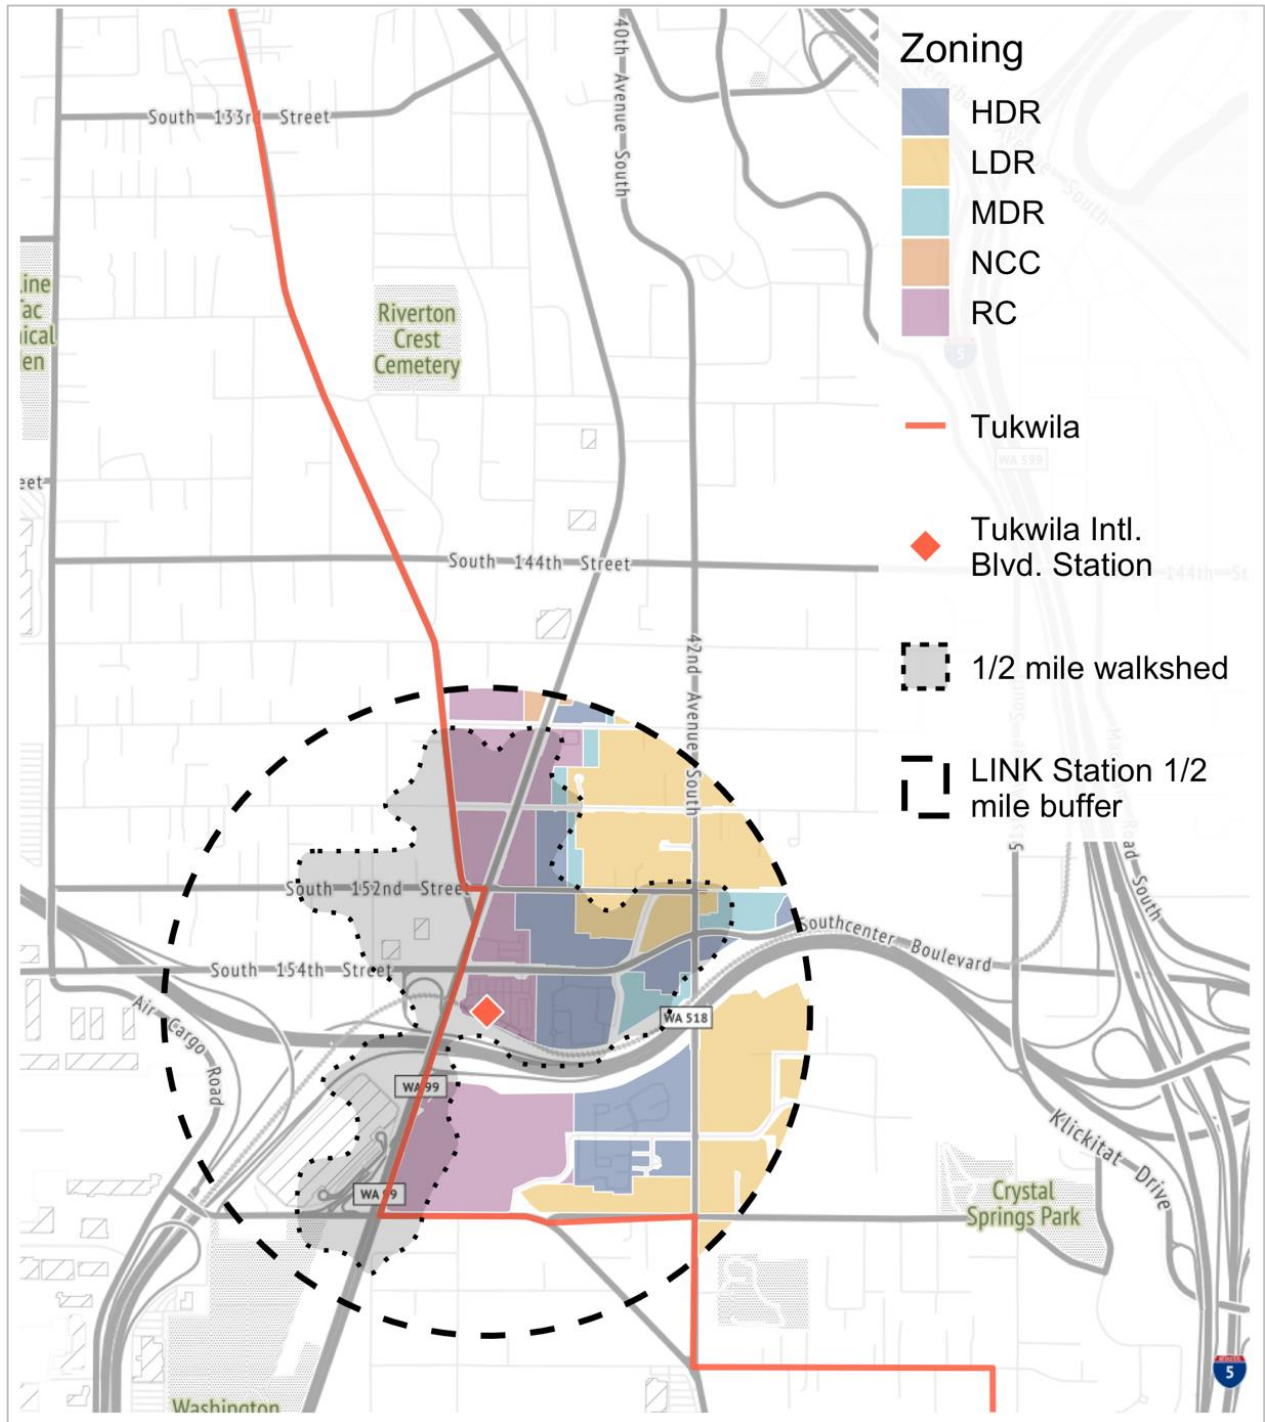 Zoning
HDR
LDR
MDR
NCC
RC
Tukwila
Tukwila Intl.
Blvd. Station
1/2 mile walkshed
LINK Station 1/2
mile buffer
40th Avenue South
South 133rd Street
Riverton
Crest
Cemetery
5
WA 599
South 144th Street
42nd Avenue South
South 152nd Street
Southcenter Boulevard
South 154th Street
Air Cargo Road
WA 518
WA 99
WA 99
Klickitat Drive
Crystal
Springs Park
5
Washington